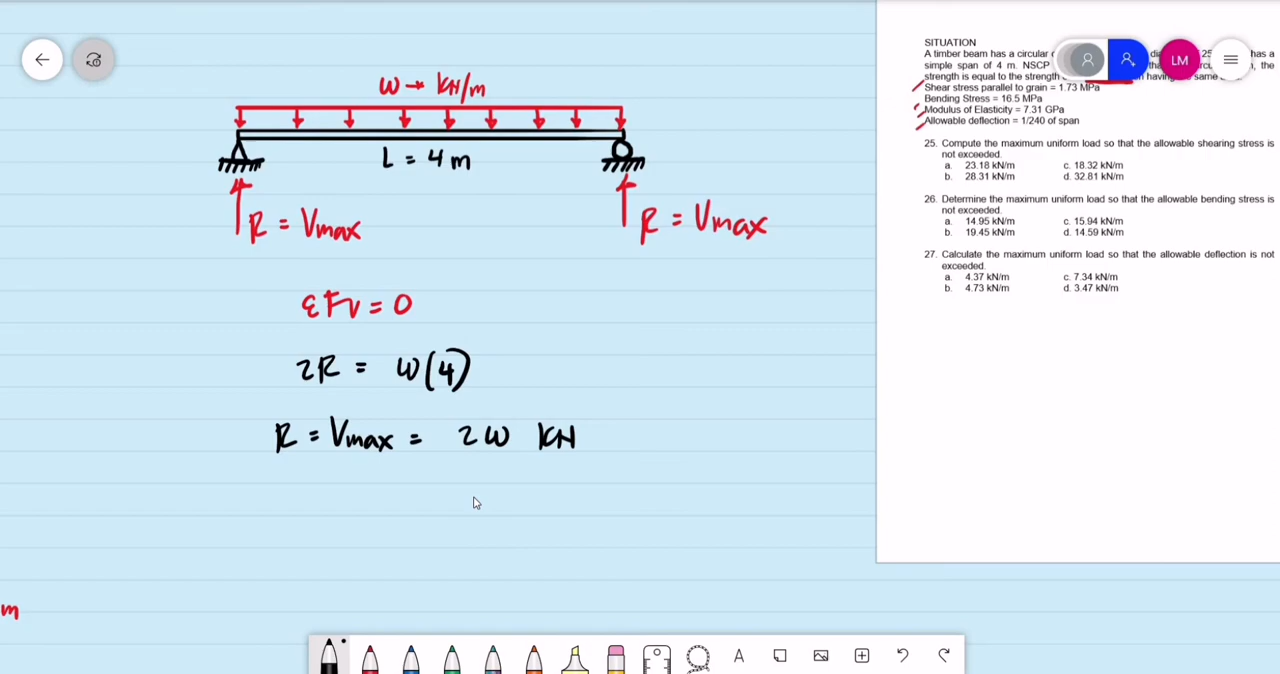 w → kN/m
L = 4 m
R = Vmax
R = Vmax
ΣFv = 0
2R = w(4)
R = Vmax = 2w kN
m
LM
A
SITUATION
A timber beam has a circular has a
simple span of 4 m. NSCP the
strength is equal to the strength having same
Shear stress parallel to grain = 1.73 MPa
Bending Stress = 16.5 MPa
Modulus of Elasticity = 7.31 GPa
Allowable deflection = 1/240 of span
25. Compute the maximum uniform load so that the allowable shearing stress is
not exceeded.
a. 23.18 kN/m c. 18.32 kN/m
b. 28.31 kN/m d. 32.81 kN/m
26. Determine the maximum uniform load so that the allowable bending stress is
not exceeded.
a. 14.95 kN/m c. 15.94 kN/m
b. 19.45 kN/m d. 14.59 kN/m
27. Calculate the maximum uniform load so that the allowable deflection is not
exceeded.
a. 4.37 kN/m c. 7.34 kN/m
b. 4.73 kN/m d. 3.47 kN/m